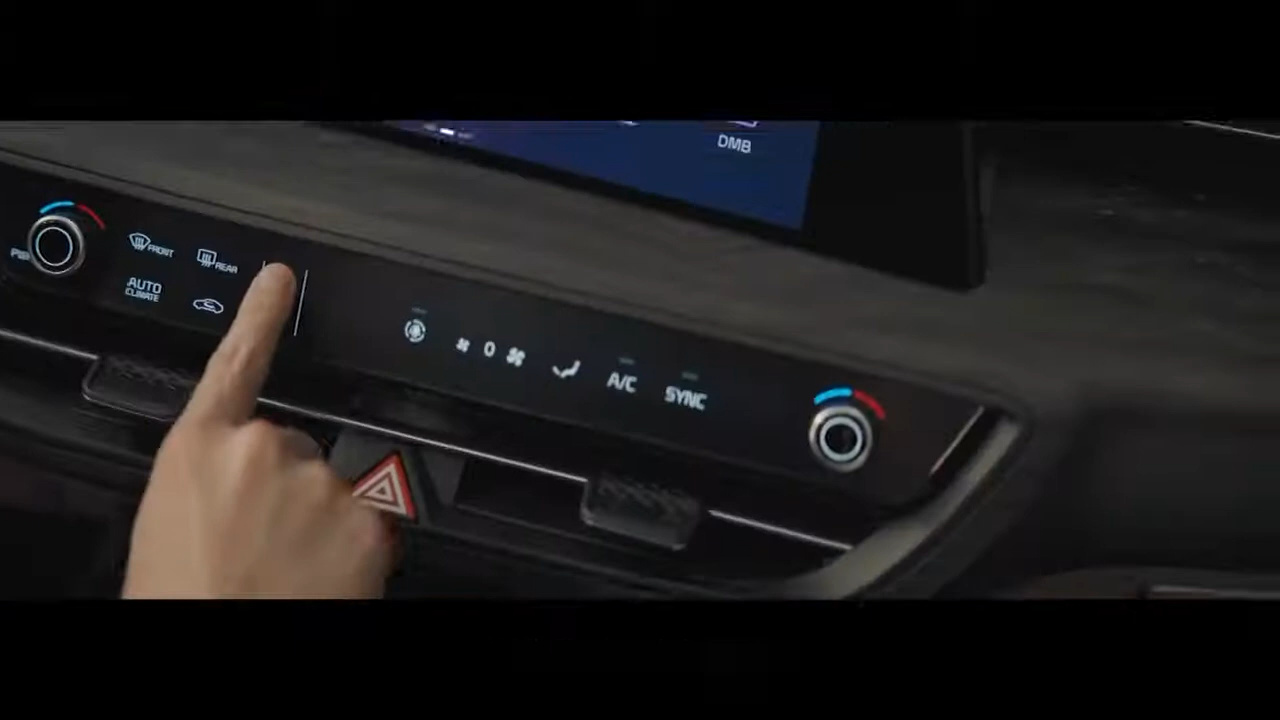 DMB
FRONT
REAR
AUTO
CLIMATE
0
A/C
SYNC